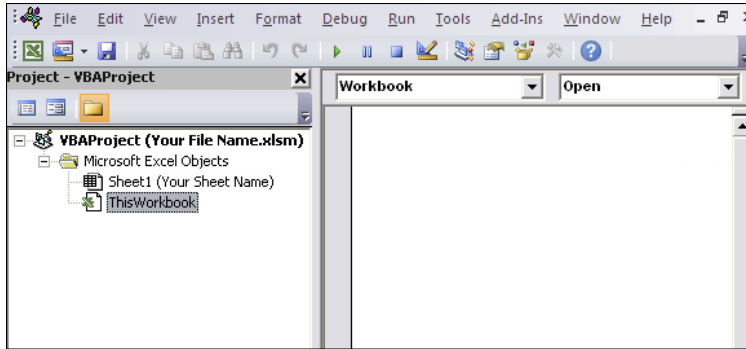 File Edit View Insert Format Debug Run Tools Add-Ins Window Help
Project - VBAProject
Workbook Open
VBAProject (Your File Name.xlsm)
Microsoft Excel Objects
Sheet1 (Your Sheet Name)
ThisWorkbook